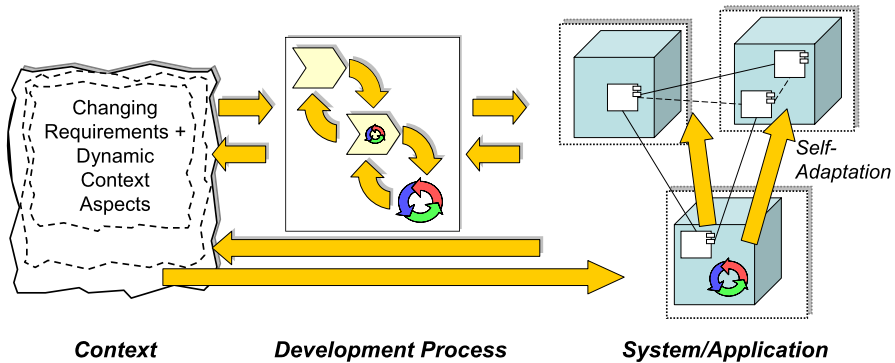 Changing
Requirements +
Dynamic
Context
Aspects
Self-
Adaptation
Context
Development Process
System/Application